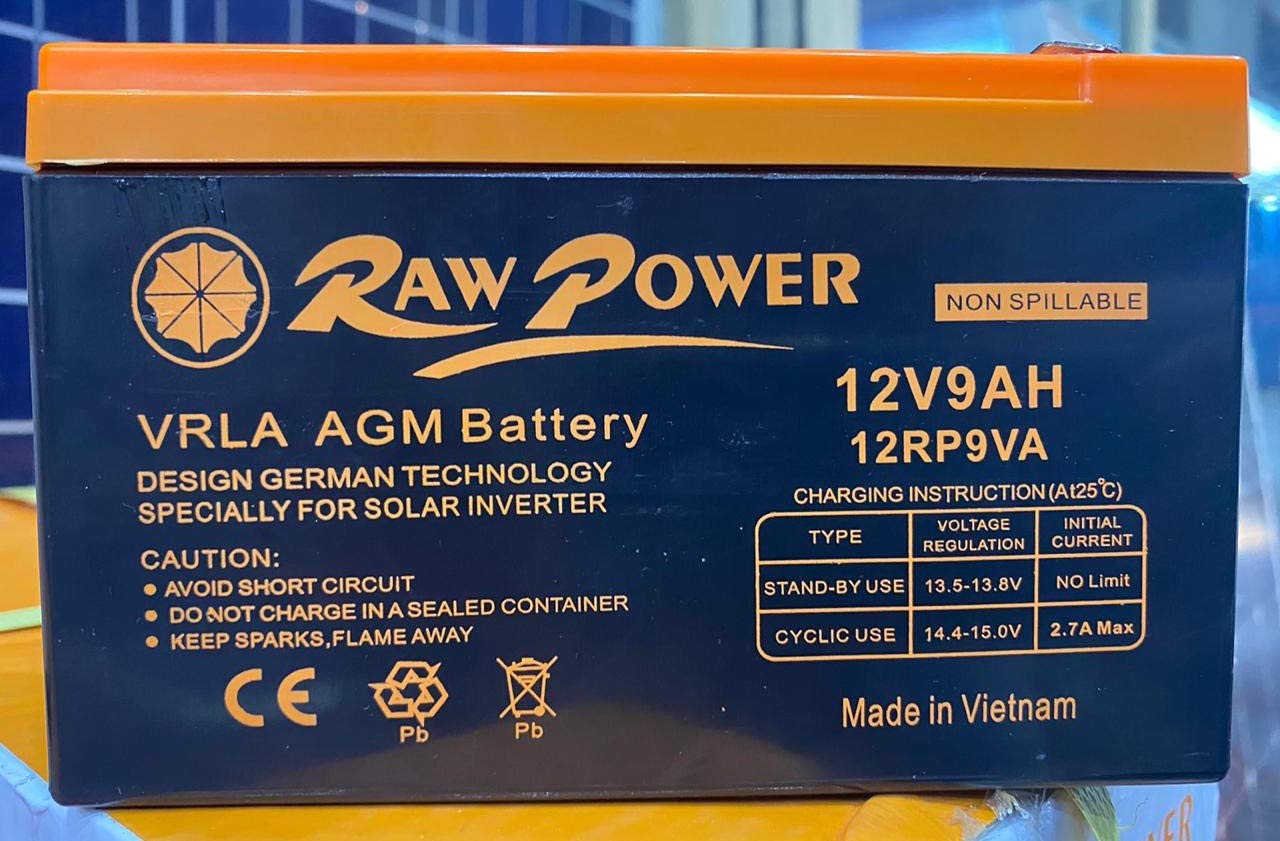 RAW POWER
NON SPILLABLE
12V9AH
12RP9VA
VRLA AGM Battery
DESIGN GERMAN TECHNOLOGY
SPECIALLY FOR SOLAR INVERTER
CAUTION:
• AVOID SHORT CIRCUIT
• DO NOT CHARGE IN A SEALED CONTAINER
• KEEP SPARKS,FLAME AWAY
CE
Pb
Pb
CHARGING INSTRUCTION (At25℃)
TYPE VOLTAGE REGULATION INITIAL CURRENT
STAND-BY USE 13.5-13.8V NO Limit
CYCLIC USE 14.4-15.0V 2.7A Max
Made in Vietnam